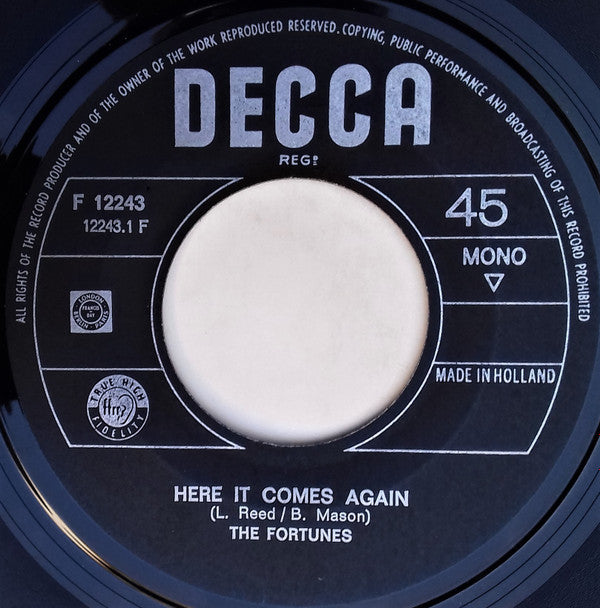 ALL RIGHTS OF THE RECORD PRODUCER AND OF THE OWNER OF THE WORK REPRODUCED RESERVED. COPYING, PUBLIC PERFORMANCE AND BROADCASTING OF THIS RECORD PROHIBITED
DECCA
REGD
F 12243
12243.1 F
45
MONO
LONDON
FRANCIS
&
DAY
BERLIN - PARIS
MADE IN HOLLAND
TRUE HIGH
ffrr
FIDELITY
HERE IT COMES AGAIN
(L. Reed / B. Mason)
THE FORTUNES